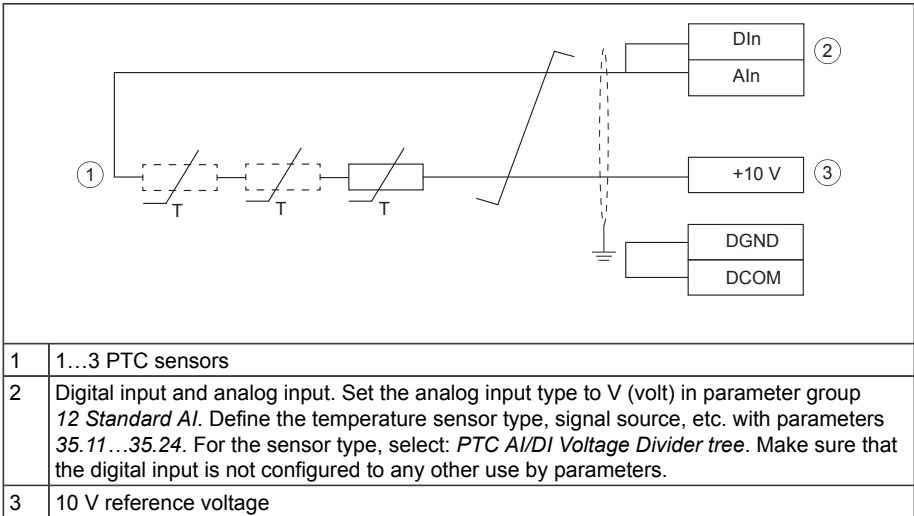 DIn
2
AIn
1
T
T
T
+10 V
3
DGND
DCOM
1 1…3 PTC sensors
2 Digital input and analog input. Set the analog input type to V (volt) in parameter group
12 Standard AI. Define the temperature sensor type, signal source, etc. with parameters
35.11…35.24. For the sensor type, select: PTC AI/DI Voltage Divider tree. Make sure that
the digital input is not configured to any other use by parameters.
3 10 V reference voltage